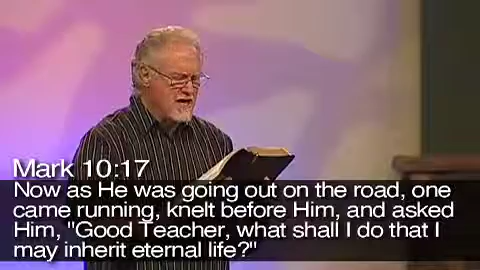 Mark 10:17
Now as He was going out on the road, one
came running, knelt before Him, and asked
Him, "Good Teacher, what shall I do that I
may inherit eternal life?"